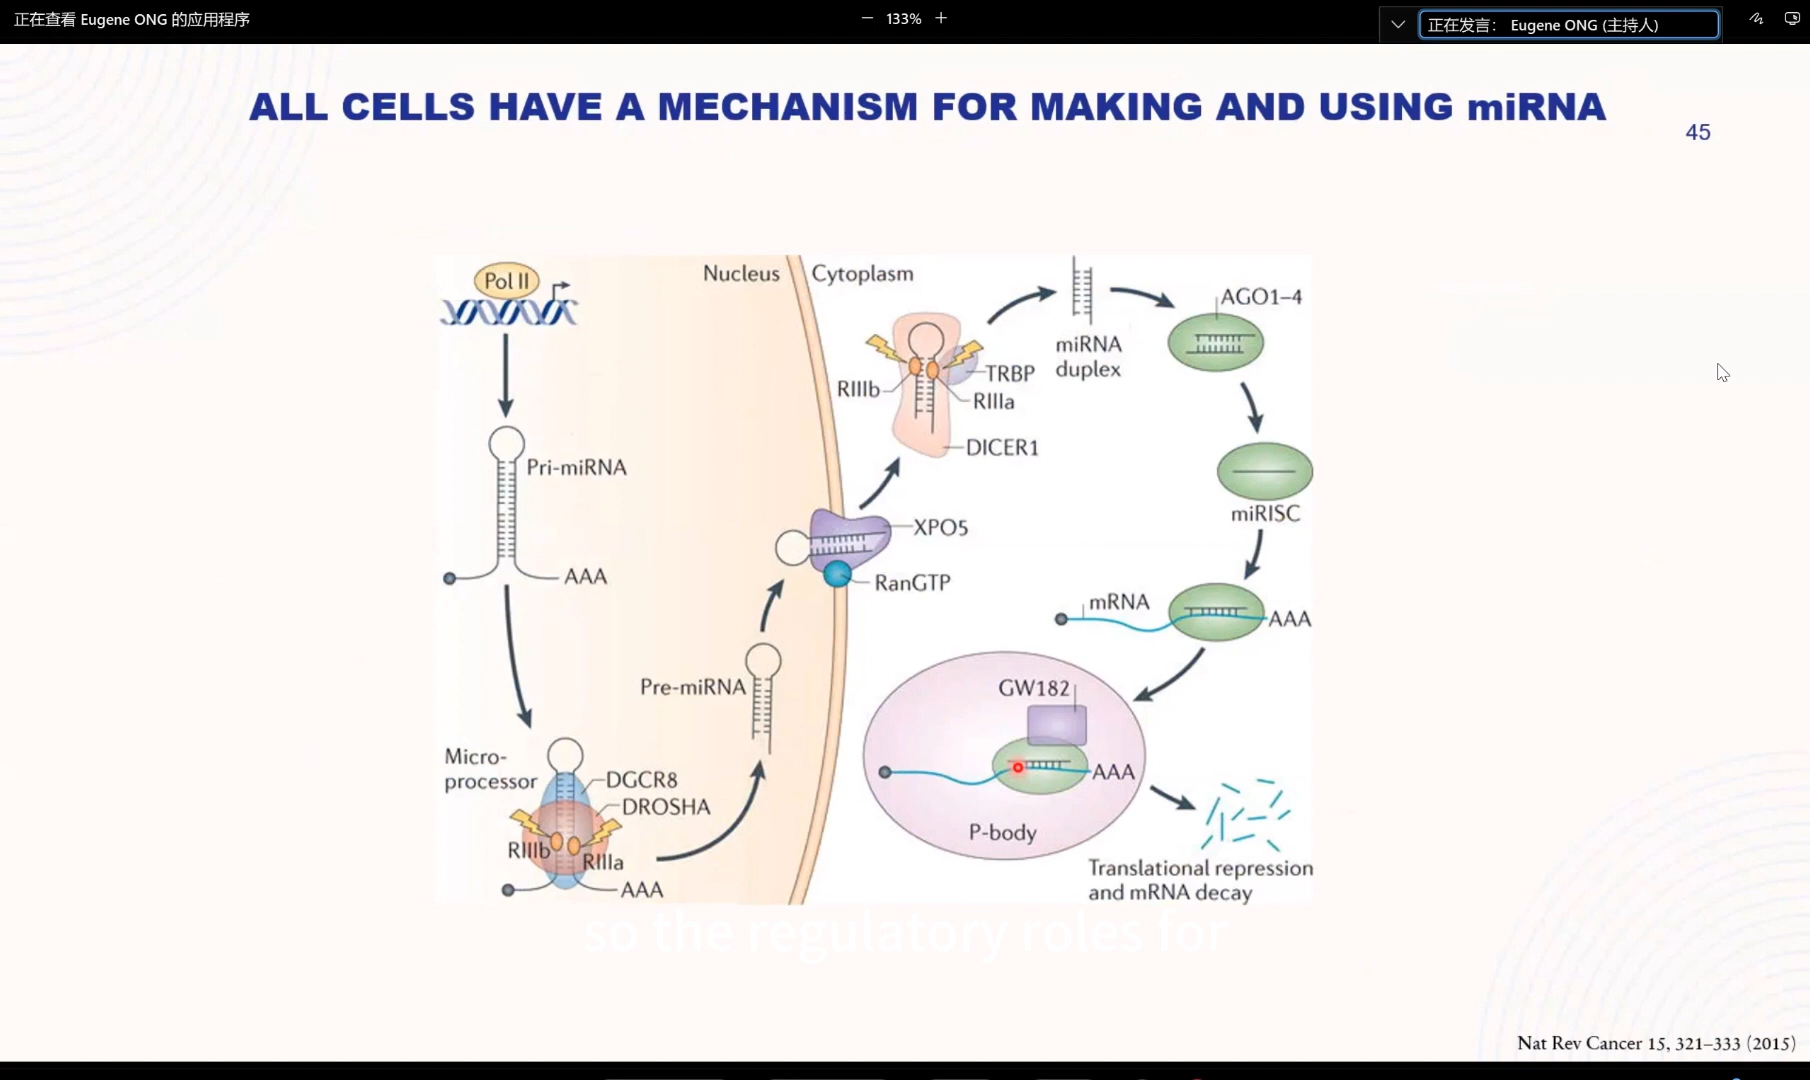 正在查看 Eugene ONG 的应用程序
133%
正在发言： Eugene ONG (主持人)
ALL CELLS HAVE A MECHANISM FOR MAKING AND USING miRNA
45
Pol II
Nucleus
Cytoplasm
Pri-miRNA
AAA
Micro-
processor
DGCR8
DROSHA
RIIIb
RIIIa
AAA
Pre-miRNA
XPO5
RanGTP
RIIIb
TRBP
RIIIa
DICER1
miRNA
duplex
AGO1–4
miRISC
mRNA
AAA
GW182
AAA
P-body
Translational repression
and mRNA decay
so the regulatory roles for
Nat Rev Cancer 15, 321–333 (2015)